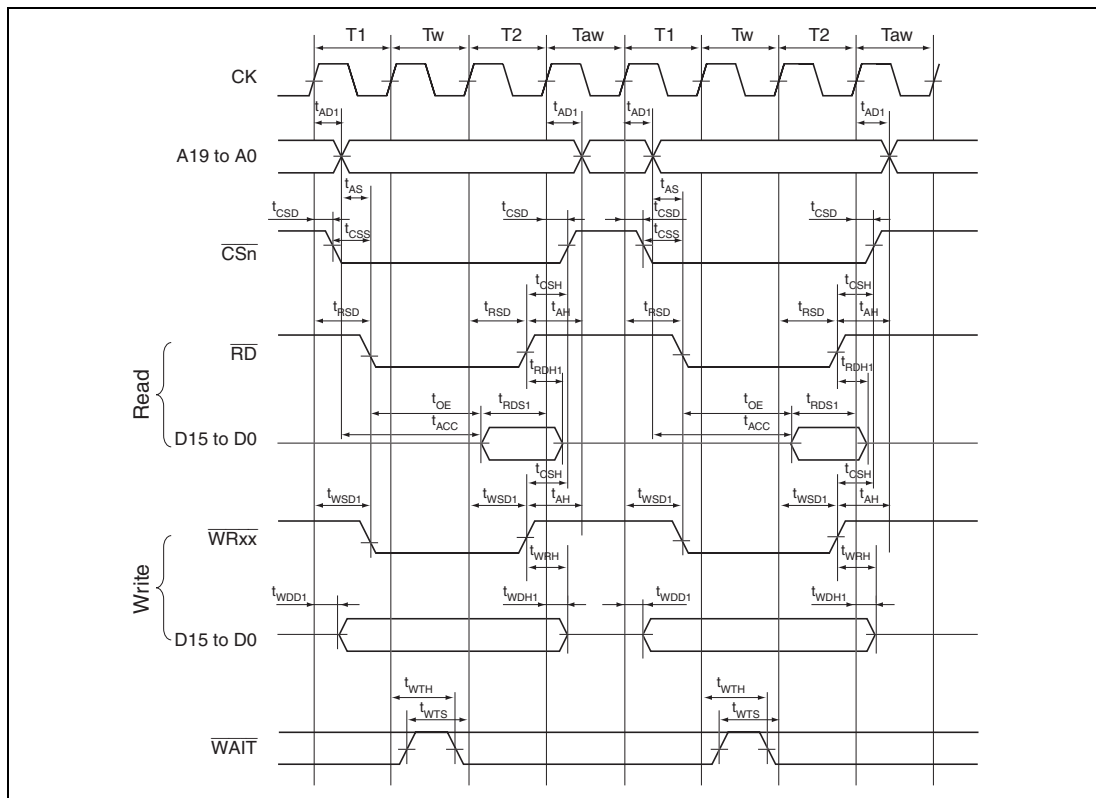 T1 Tw T2 Taw T1 Tw T2 Taw
CK
tAD1 tAD1 tAD1 tAD1
A19 to A0
tAS tAS
tCSD tCSD tCSD tCSD
tCSS tCSS
CSn
tCSH tCSH
tRSD tRSD tAH tRSD tRSD tAH
RD
tRDH1 tRDH1
Read
tOE tRDS1 tOE tRDS1
tACC tACC
D15 to D0
tCSH tCSH
tWSD1 tWSD1 tAH tWSD1 tWSD1 tAH
WRxx
tWRH tWRH
Write
tWDD1 tWDH1 tWDD1 tWDH1
D15 to D0
tWTH tWTH
tWTS tWTS
WAIT